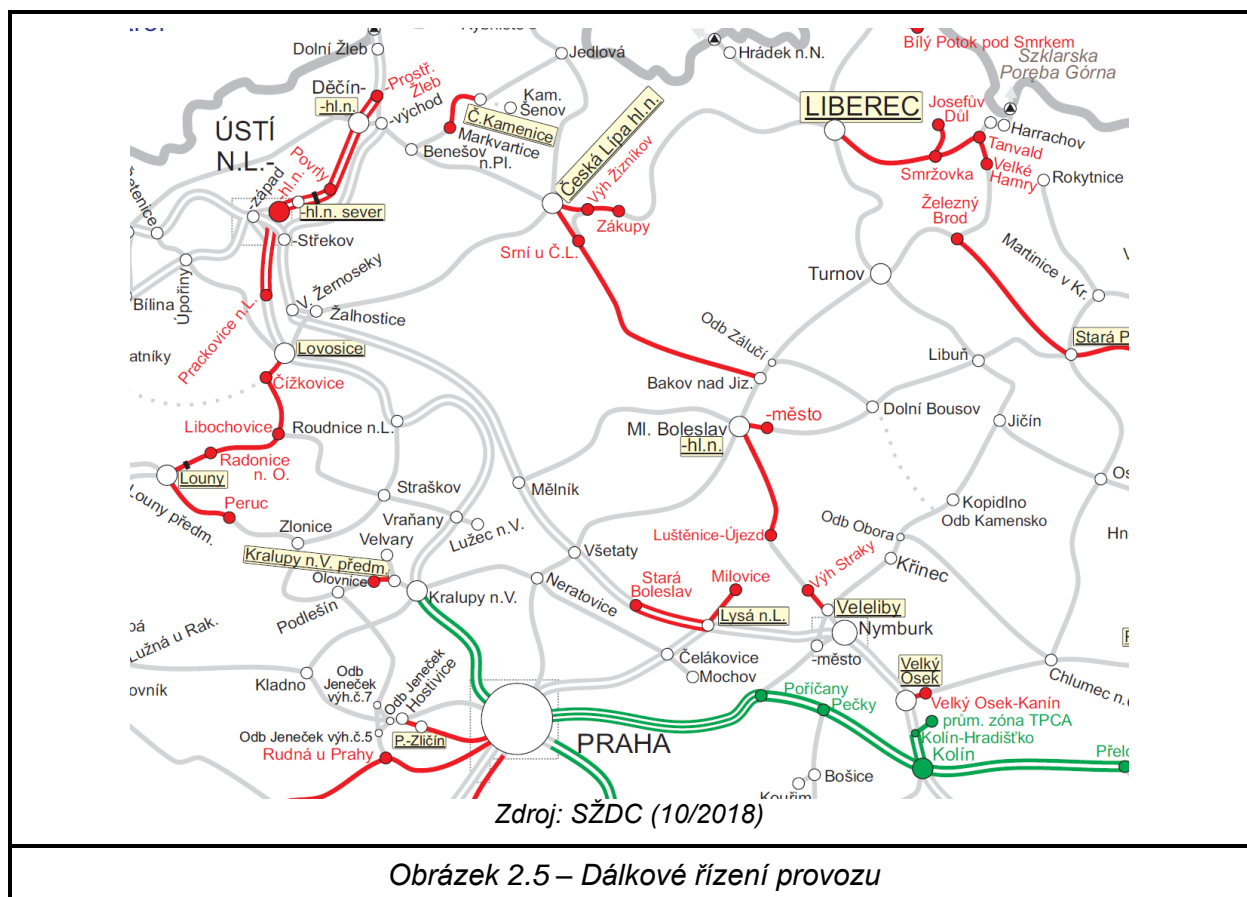 Dolní Žleb
Jedlová
Hrádek n.N.
Bílý Potok pod Smrkem
Szklarska
Poręba Górna
Děčín-
-hl.n.
-Prostř.
Žleb
-východ
Kam.
Šenov
Č.Kamenice
Markvartice
Benešov
n.Pl.
LIBEREC
Josefův
Důl
Harrachov
Tanvald
Velké
Hamry
Smržovka
Rokytnice
ÚSTÍ
N.L.-
Povrly
-západ
-hl.n.
-hl.n. sever
-Střekov
Česká Lípa hl.n.
Výh Žizníkov
Zákupy
Srní u Č.L.
Železný
Brod
Martinice v Kr.
Turnov
Bílina
Úpořiny
V. Žernoseky
Žalhostice
Prackovice n.L.
Lovosice
Čížkovice
atníky
Odb Zálučí
Libuň
Stará P
Bakov nad Jiz.
Dolní Bousov
Jičín
Libochovice
Roudnice n.L.
Ml. Boleslav
-hl.n.
-město
Radonice
n. O.
Louny
Louny předm.
Peruc
Straškov
Mělník
Kopidlno
Odb Kamensko
Zlonice
Vraňany
Lužec n.V.
Velvary
Luštěnice-Újezd
Odb Obora
Křinec
Kralupy n.V. předm.
Olovnice
Všetaty
Výh Straky
Kralupy n.V.
Neratovice
Stará
Boleslav
Milovice
Lysá n.L.
Veleliby
Nymburk
Podlešín
Lužná u Rak.
-město
Čelákovice
Mochov
Velký
Osek
Chlumec n.
ovník
Kladno
Odb
Jeneček
výh.č.7
Odb Jeneček
Hostivice
Velký Osek-Kanín
Poříčany
Pečky
prům. zóna TPCA
Kolín-Hradišťko
Odb Jeneček výh.č.5
P.-Zličín
PRAHA
Kolín
Přelo
Rudná u Prahy
Bošice
Kouřim
Zdroj: SŽDC (10/2018)
Obrázek 2.5 – Dálkové řízení provozu